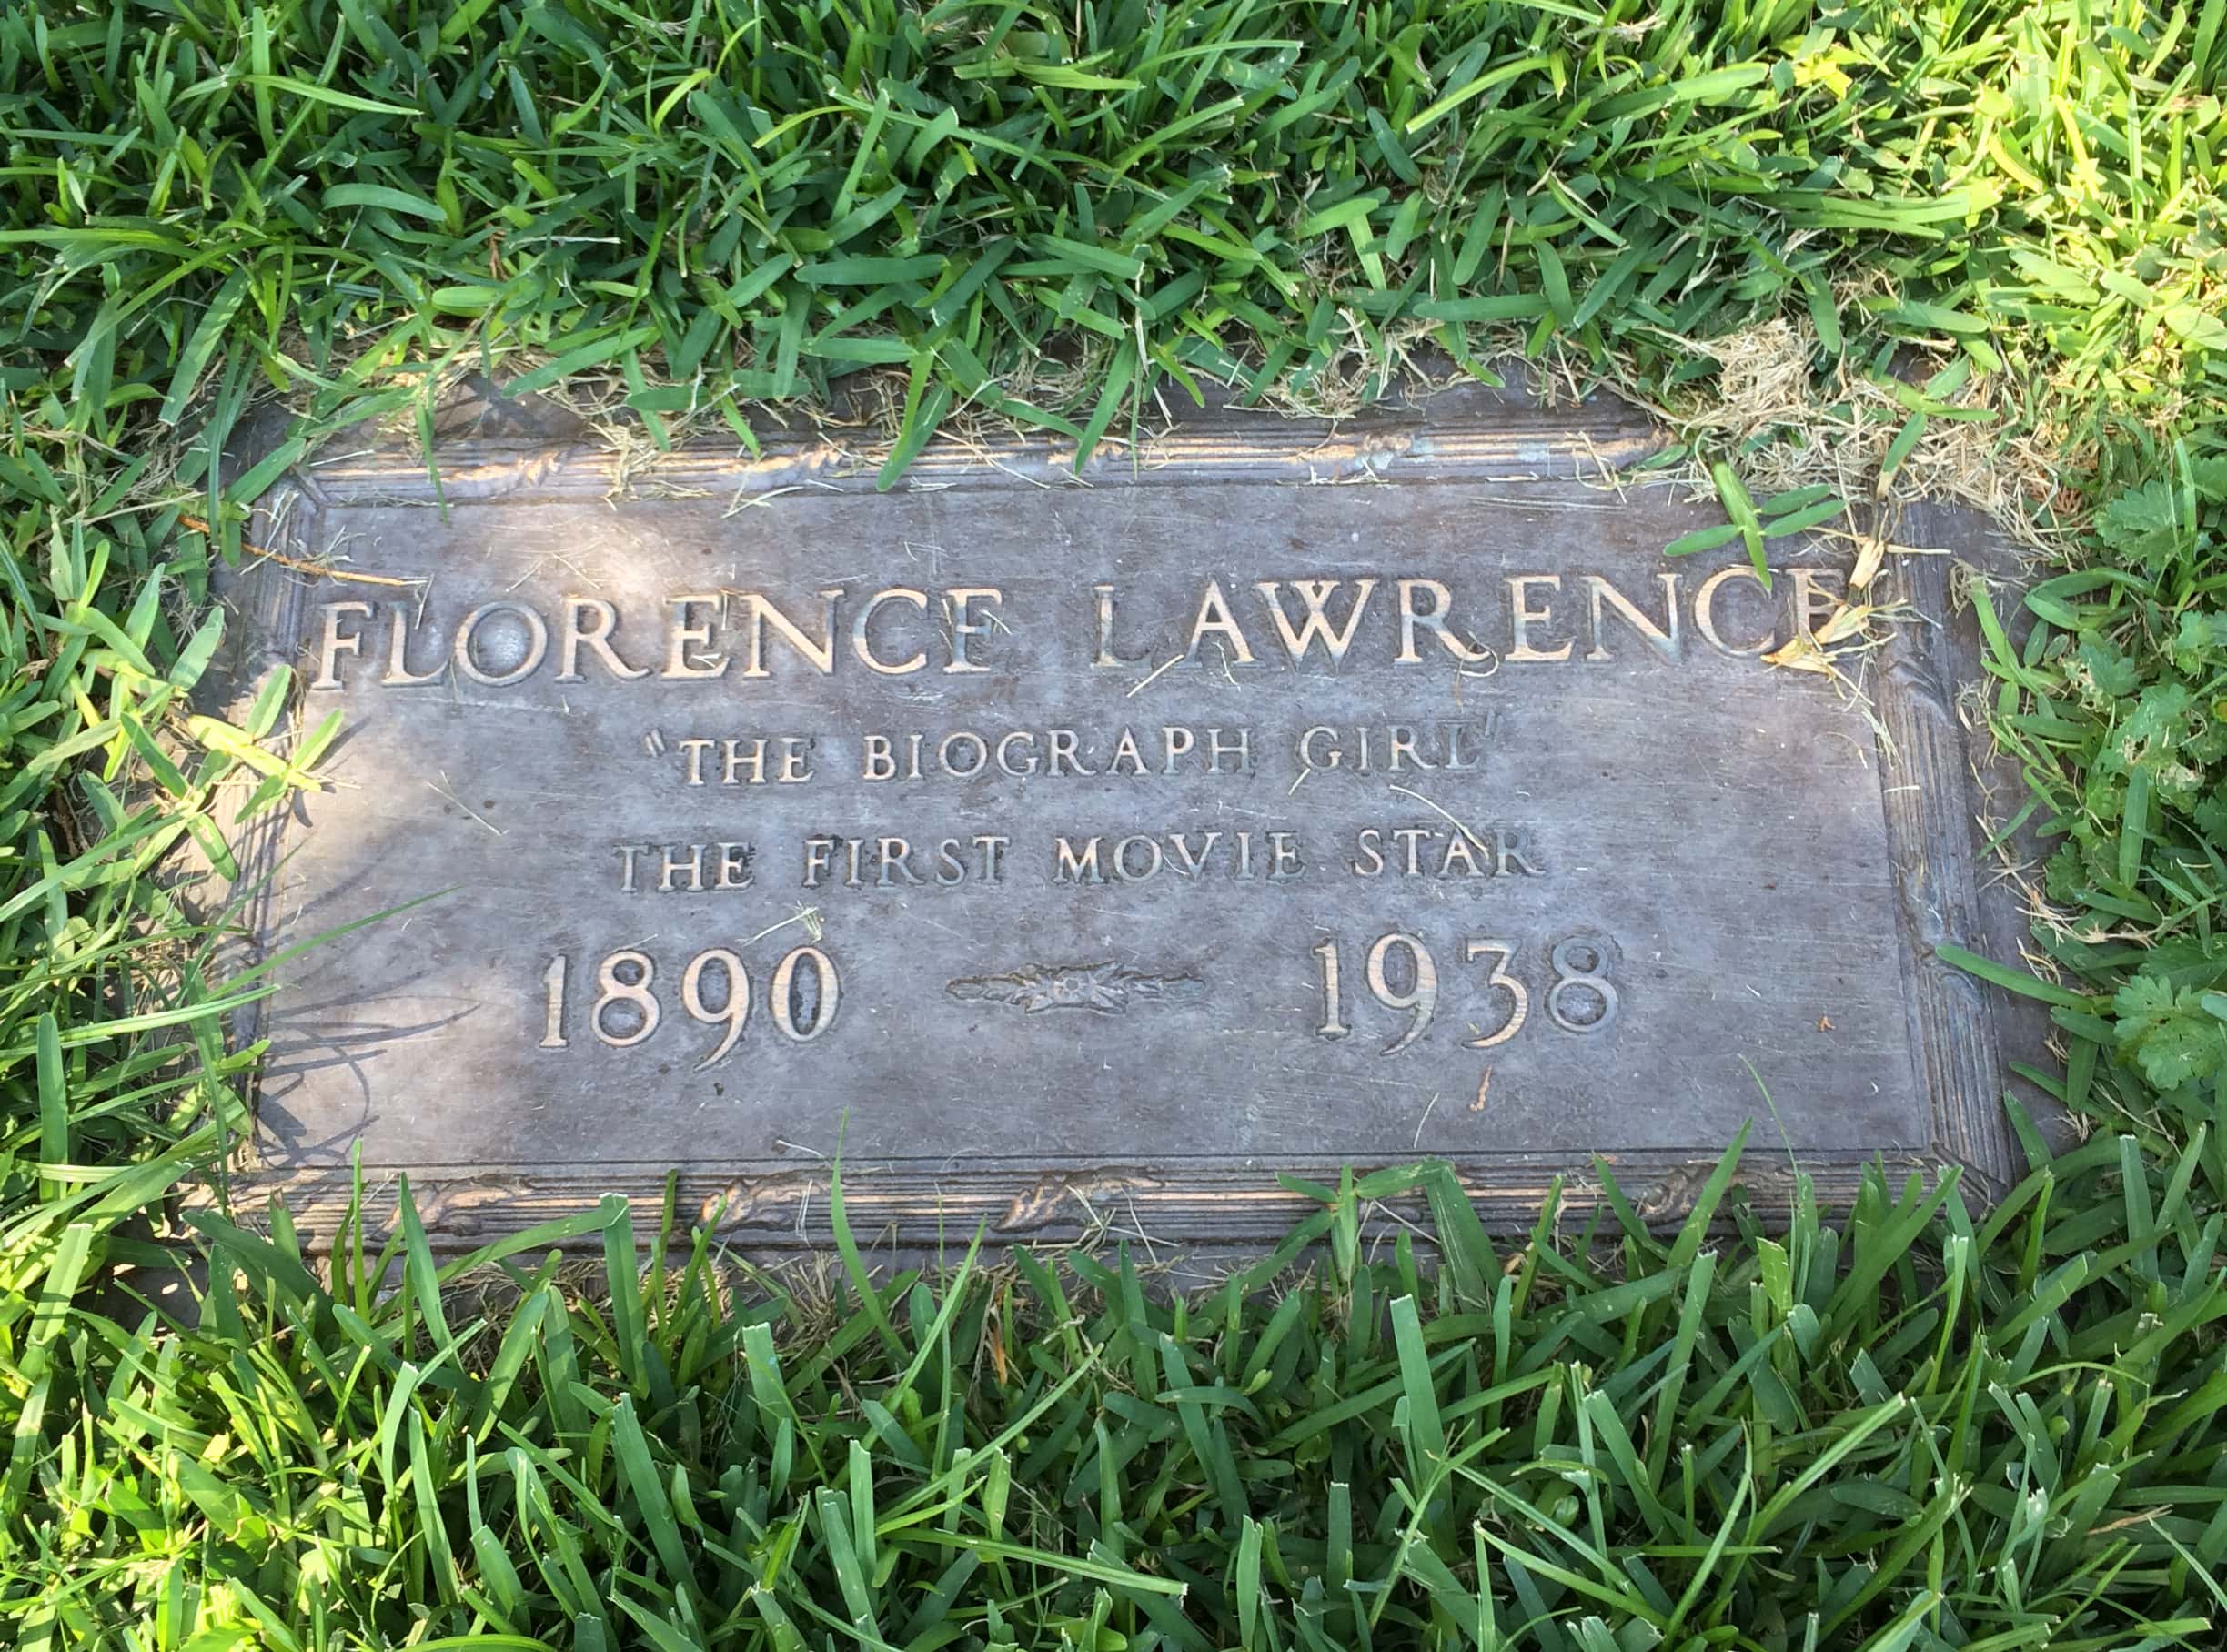 FLORENCE LAWRENCE
"THE BIOGRAPH GIRL"
THE FIRST MOVIE STAR
1890 1938